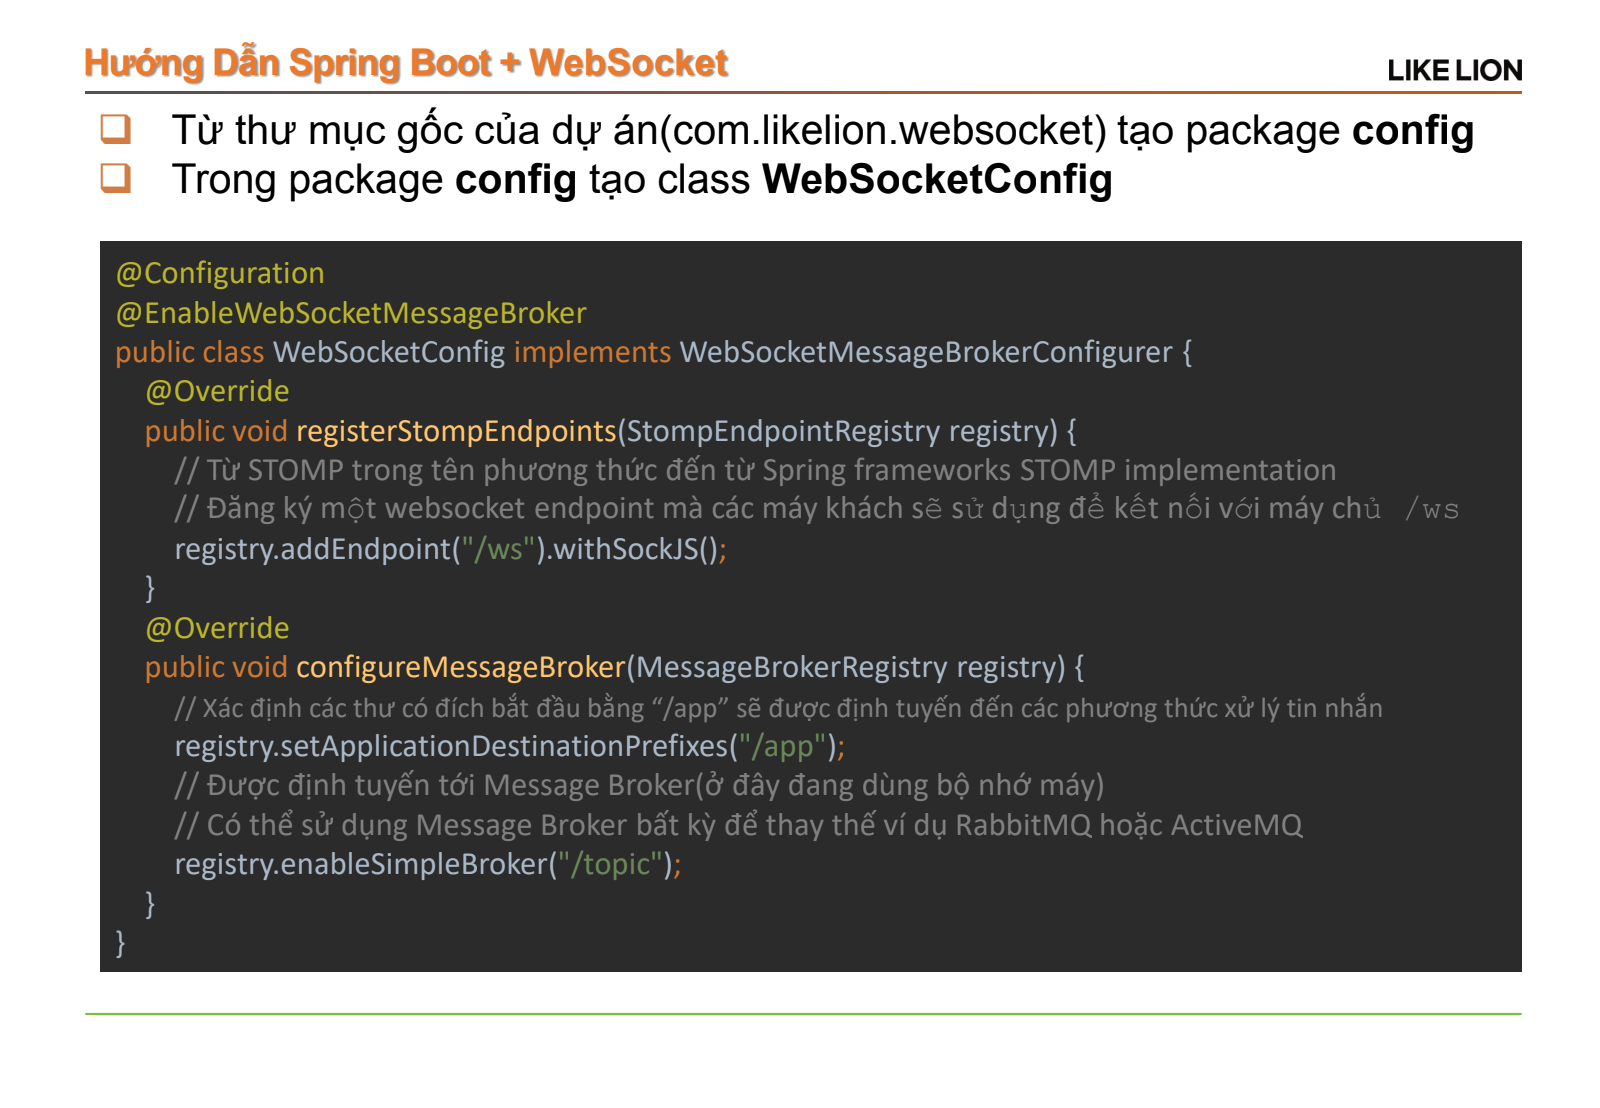 Hướng Dẫn Spring Boot + WebSocket
LIKE LION
Từ thư mục gốc của dự án(com.likelion.websocket) tạo package config
Trong package config tạo class WebSocketConfig
@Configuration
@EnableWebSocketMessageBroker
public class WebSocketConfig implements WebSocketMessageBrokerConfigurer {
@Override
public void registerStompEndpoints(StompEndpointRegistry registry) {
// Từ STOMP trong tên phương thức đến từ Spring frameworks STOMP implementation
// Đăng ký một websocket endpoint mà các máy khách sẽ sử dụng để kết nối với máy chủ /ws
registry.addEndpoint("/ws").withSockJS();
}
@Override
public void configureMessageBroker(MessageBrokerRegistry registry) {
// Xác định các thư có đích bắt đầu bằng “/app” sẽ được định tuyến đến các phương thức xử lý tin nhắn
registry.setApplicationDestinationPrefixes("/app");
// Được định tuyến tới Message Broker(ở đây đang dùng bộ nhớ máy)
// Có thể sử dụng Message Broker bất kỳ để thay thế ví dụ RabbitMQ hoặc ActiveMQ
registry.enableSimpleBroker("/topic");
}
}